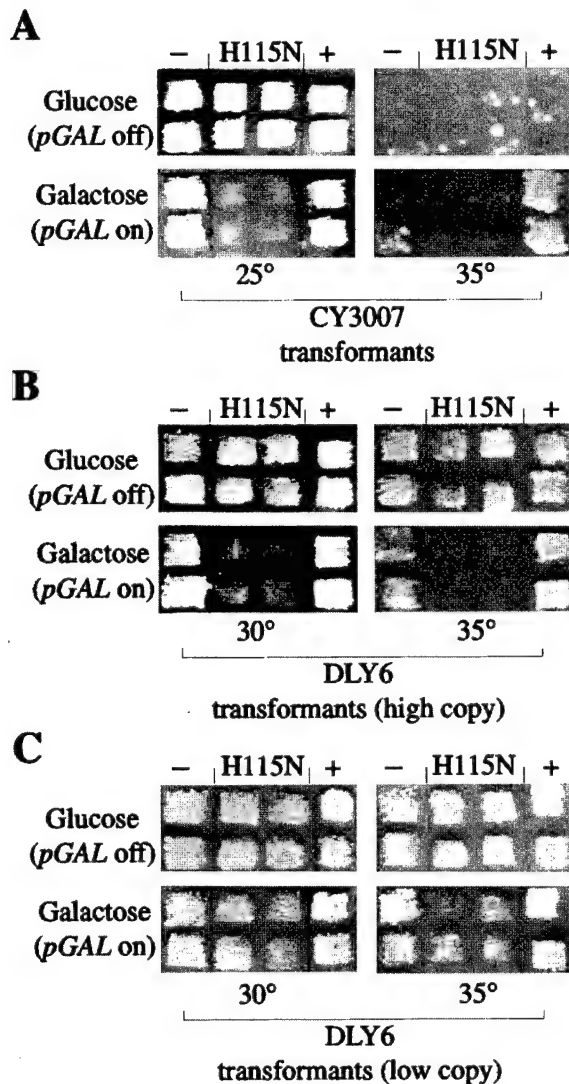 A
– H115N + – H115N +
Glucose
(pGAL off)
Galactose
(pGAL on)
25° 35°
CY3007
transformants
B
– H115N + – H115N +
Glucose
(pGAL off)
Galactose
(pGAL on)
30° 35°
DLY6
transformants (high copy)
C
– H115N + – H115N +
Glucose
(pGAL off)
Galactose
(pGAL on)
30° 35°
DLY6
transformants (low copy)